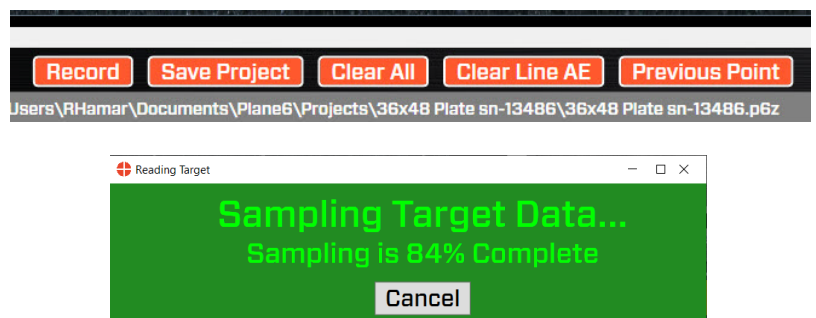 Record Save Project Clear All Clear Line AE Previous Point
Users\RHamar\Documents\Plane6\Projects\36x48 Plate sn-13486\36x48 Plate sn-13486.p6z
Reading Target
Sampling Target Data...
Sampling is 84% Complete
Cancel